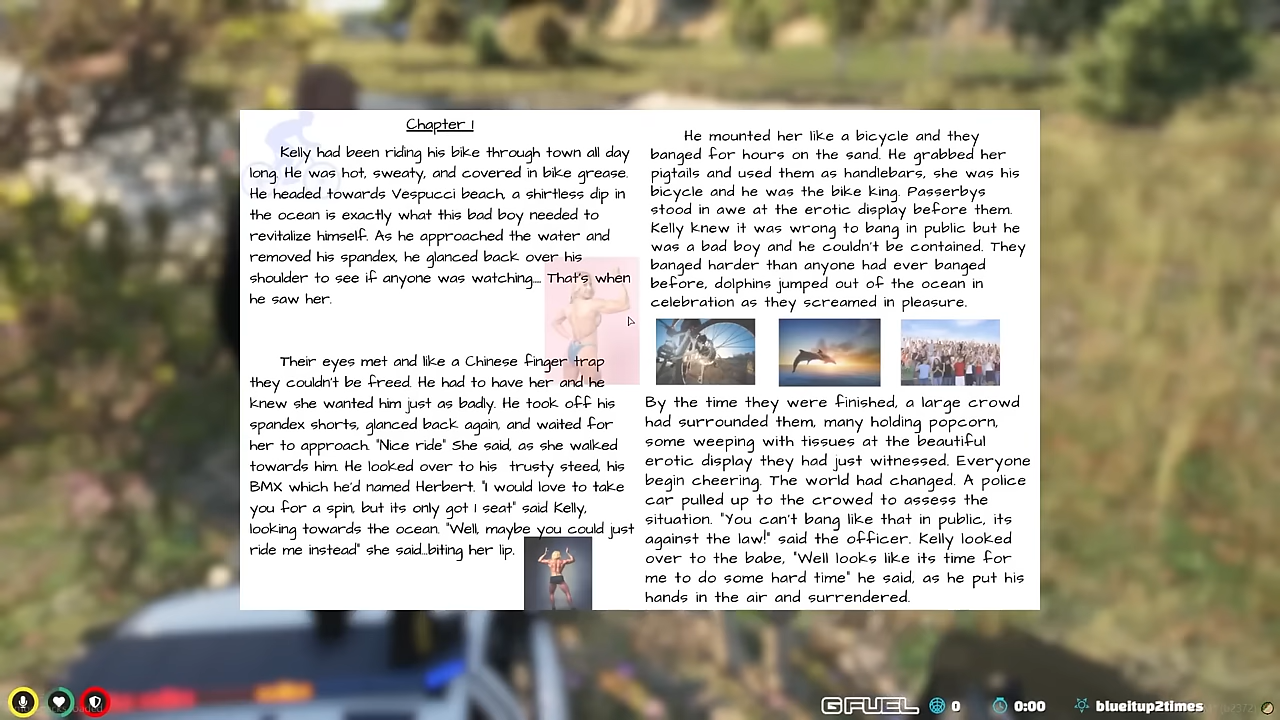 Chapter 1
Kelly had been riding his bike through town all day
long. He was hot, sweaty, and covered in bike grease.
He headed towards Vespucci beach, a shirtless dip in
the ocean is exactly what this bad boy needed to
revitalize himself. As he approached the water and
removed his spandex, he glanced back over his
shoulder to see if anyone was watching.... That's when
he saw her.
Their eyes met and like a Chinese finger trap
they couldn't be freed. He had to have her and he
knew she wanted him just as badly. He took off his
spandex shorts, glanced back again, and waited for
her to approach. "Nice ride" She said, as she walked
towards him. He looked over to his trusty steed, his
BMX which he'd named Herbert. "I would love to take
you for a spin, but its only got 1 seat" said Kelly,
looking towards the ocean. "Well, maybe you could just
ride me instead" she said...biting her lip.
He mounted her like a bicycle and they
banged for hours on the sand. He grabbed her
pigtails and used them as handlebars, she was his
bicycle and he was the bike king. Passerbys
stood in awe at the erotic display before them.
Kelly knew it was wrong to bang in public but he
was a bad boy and he couldn't be contained. They
banged harder than anyone had ever banged
before, dolphins jumped out of the ocean in
celebration as they screamed in pleasure.
By the time they were finished, a large crowd
had surrounded them, many holding popcorn,
some weeping with tissues at the beautiful
erotic display they had just witnessed. Everyone
begin cheering. The world had changed. A police
car pulled up to the crowed to assess the
situation. "You can't bang like that in public, its
against the law!" said the officer. Kelly looked
over to the babe, "Well looks like its time for
me to do some hard time" he said, as he put his
hands in the air and surrendered.
G FUEL 0 0:00 blueitup2times